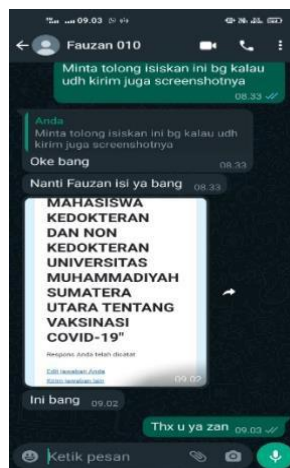 09.03
Fauzan 010
Minta tolong isiskan ini bg kalau
udh kirim juga screenshotnya
08.33
Anda
Minta tolong isiskan ini bg kalau udh
kirim juga screenshotnya
Oke bang
08.33
Nanti Fauzan isi ya bang 08.33
MAHASISWA
KEDOKTERAN
DAN NON
KEDOKTERAN
UNIVERSITAS
MUHAMMADIYAH
SUMATERA
UTARA TENTANG
VAKSINASI
COVID-19"
Respons Anda telah dicatat
Edit jawaban Anda
Kirim jawaban lain
09.02
Ini bang 09.02
Thx u ya zan 09.03
Ketik pesan